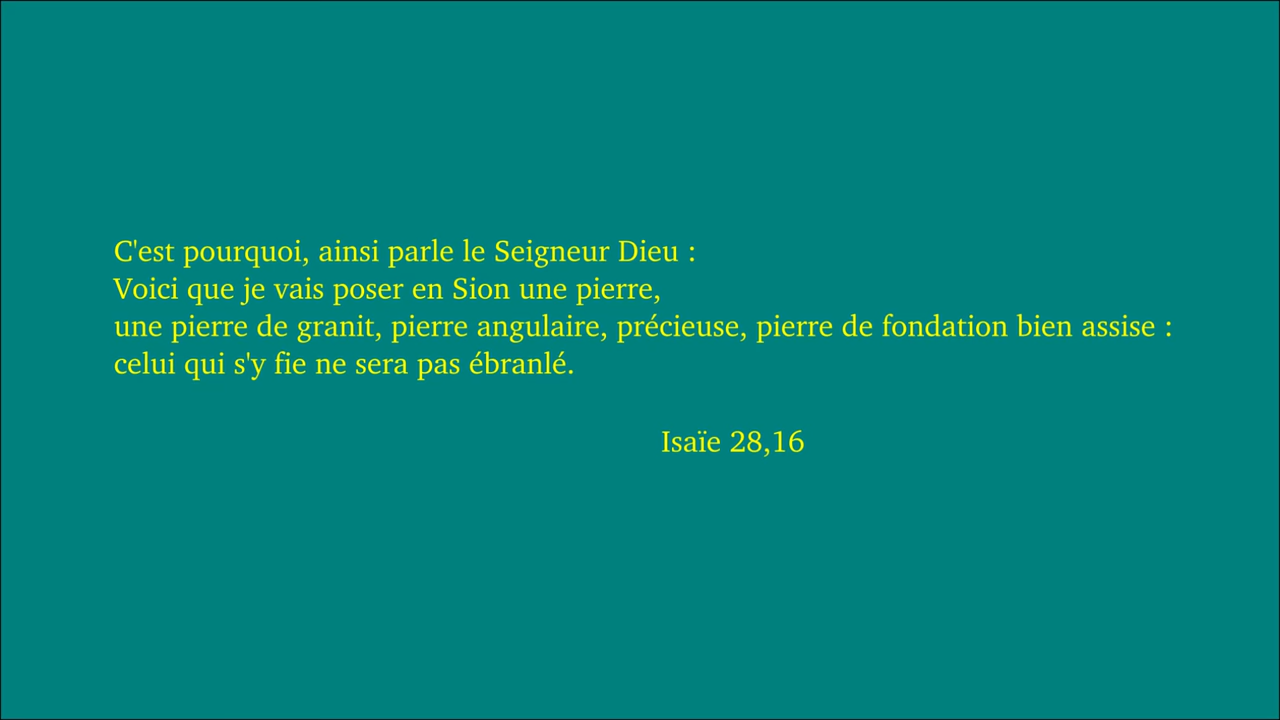 C'est pourquoi, ainsi parle le Seigneur Dieu :
Voici que je vais poser en Sion une pierre,
une pierre de granit, pierre angulaire, précieuse, pierre de fondation bien assise :
celui qui s'y fie ne sera pas ébranlé.
Isaïe 28,16